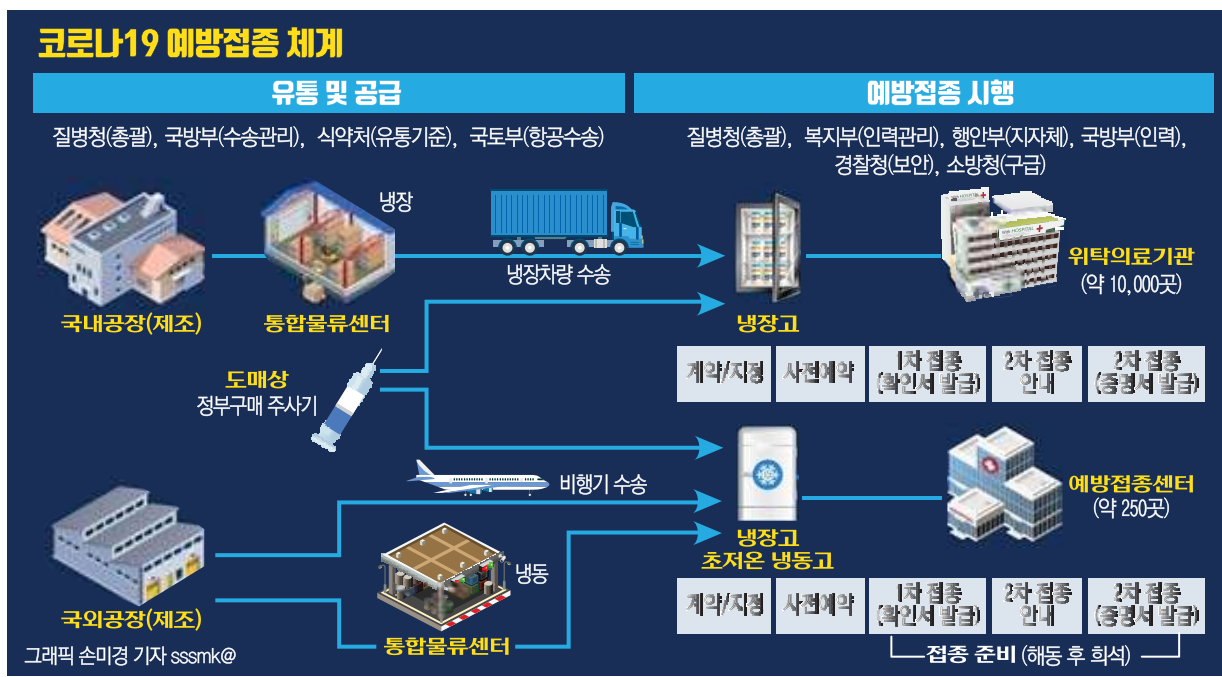 코로나19 예방접종 체계
유통 및 공급
질병청(총괄), 국방부(수송관리), 식약처(유통기준), 국토부(항공수송)
예방접종 시행
질병청(총괄), 복지부(인력관리), 행안부(지자체), 국방부(인력),
경찰청(보안), 소방청(구급)
국내공장(제조)
냉장
통합물류센터
냉장차량 수송
냉장고
HOSPITAL
HOSPITAL
위탁의료기관
(약 10,000곳)
도매상
정부구매 주사기
계약/지정
사전예약
1차 접종
(확인서 발급)
2차 접종
안내
2차 접종
(증명서 발급)
비행기 수송
국외공장(제조)
냉동
통합물류센터
냉장고
초저온 냉동고
예방접종센터
(약 250곳)
계약/지정
사전예약
1차 접종
(확인서 발급)
2차 접종
안내
2차 접종
(증명서 발급)
접종 준비 (해동 후 희석)
그래픽 손미경 기자 sssmk@